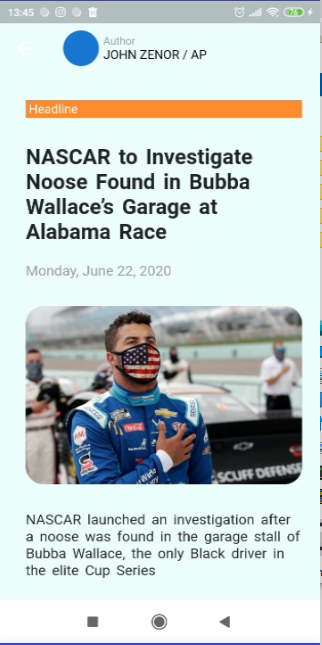 13:45
Author
JOHN ZENOR / AP
Headline
NASCAR to Investigate
Noose Found in Bubba
Wallace's Garage at
Alabama Race
Monday, June 22, 2020
SCUFF DEFENSE
NASCAR launched an investigation after
a noose was found in the garage stall of
Bubba Wallace, the only Black driver in
the elite Cup Series